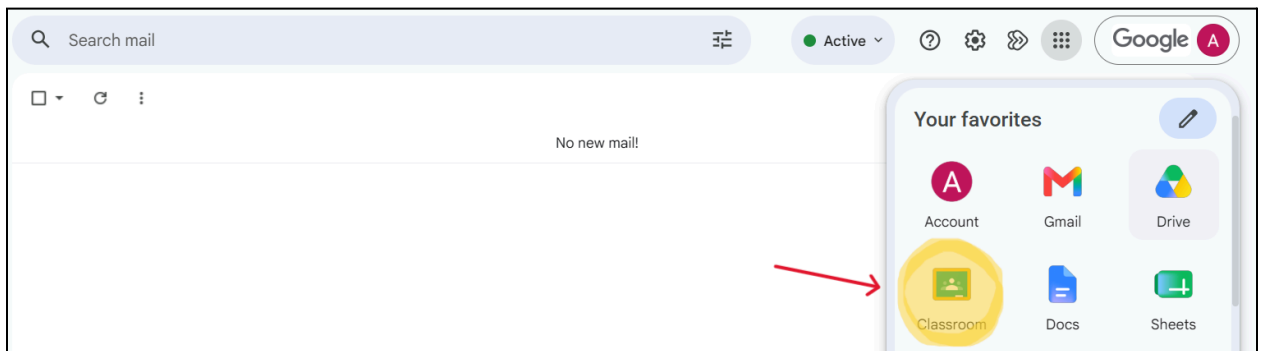 Search mail
Active
Google A
No new mail!
Your favorites
A
Account Gmail Drive
Classroom Docs Sheets